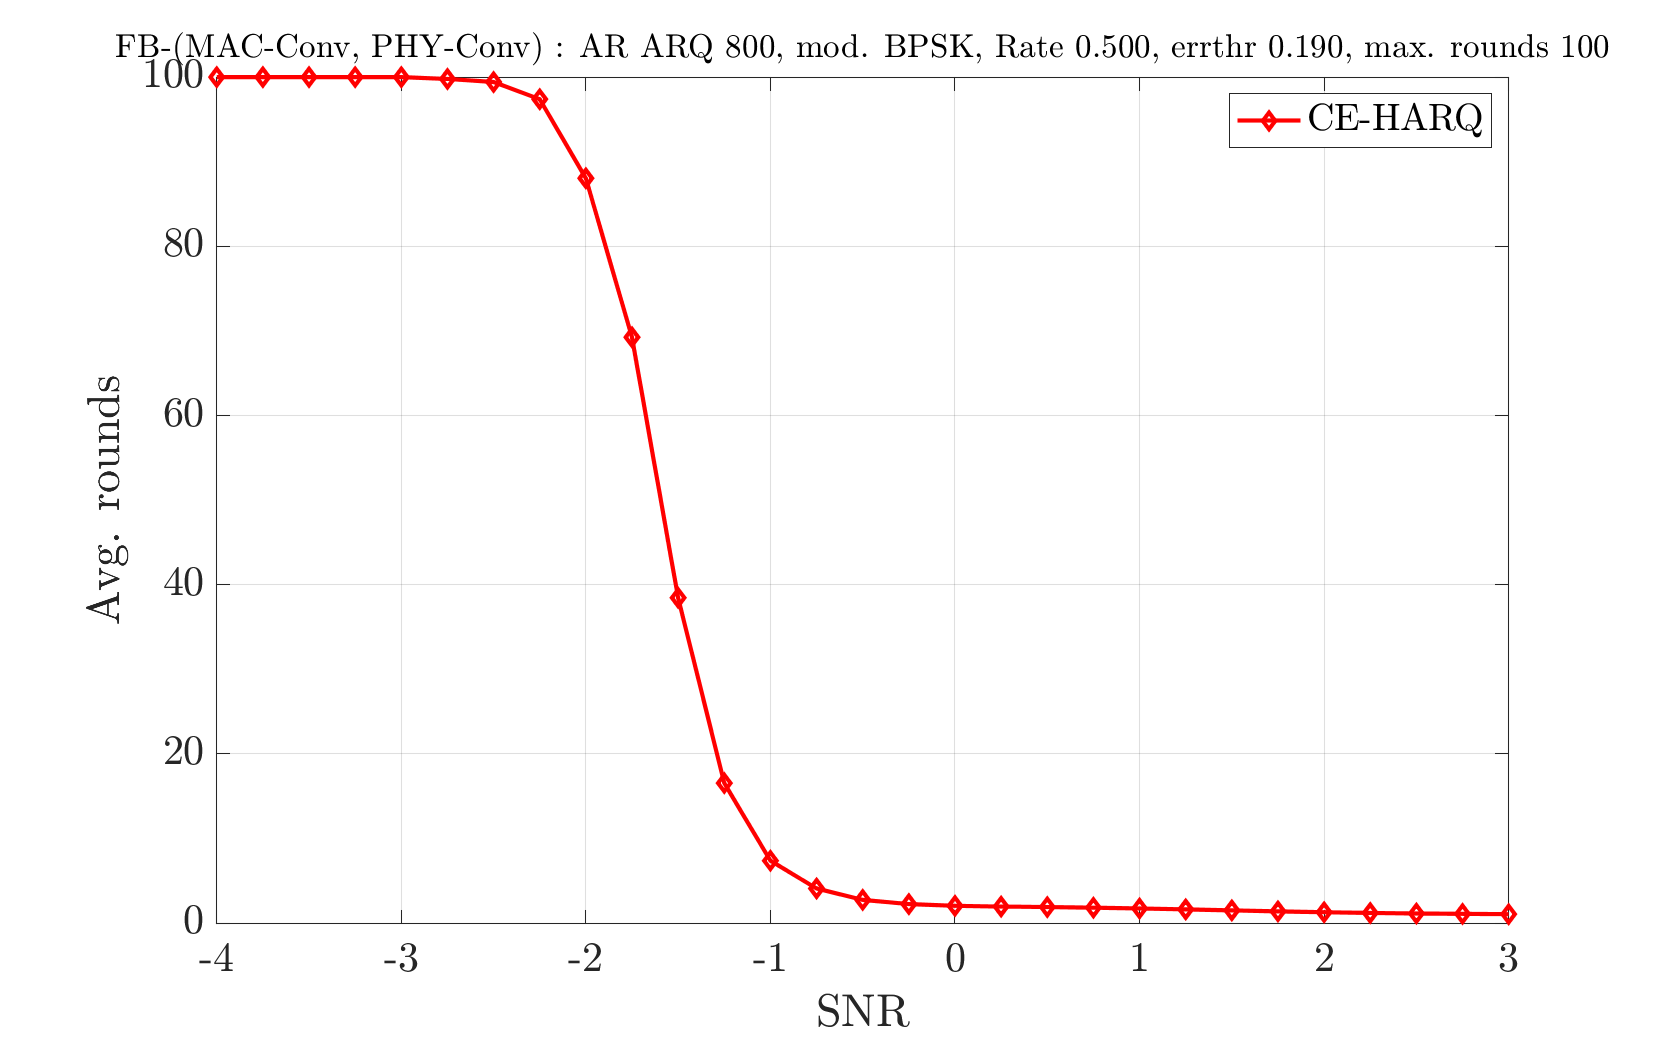 FB-(MAC-Conv, PHY-Conv) : AR ARQ 800, mod. BPSK, Rate 0.500, errthr 0.190, max. rounds 100
CE-HARQ
100
80
60
40
20
0
Avg. rounds
-4 -3 -2 -1 0 1 2 3
SNR